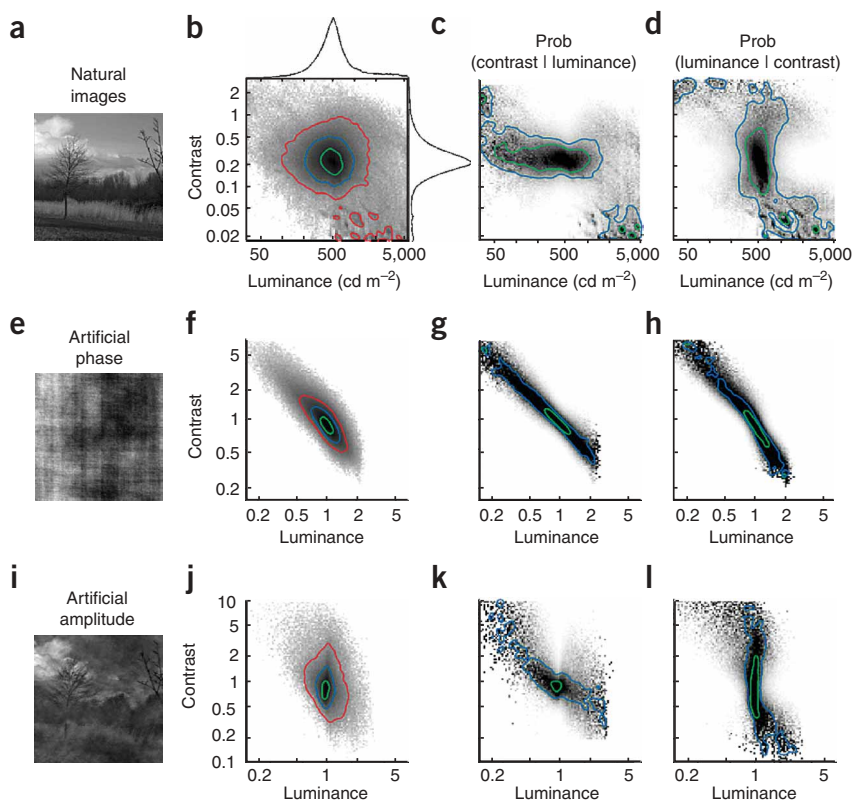 a
b
c
d
Natural
images
Prob
(contrast | luminance)
Prob
(luminance | contrast)
Contrast
2
1
0.5
0.2
0.1
0.05
0.02
50 500 5,000
50 500 5,000
50 500 5,000
Luminance (cd m⁻²)
Luminance (cd m⁻²)
e
f
g
h
Artificial
phase
Contrast
5
2
1
0.5
0.2
0.2 0.5 1 2 5
0.2 0.5 1 2 5
0.2 0.5 1 2 5
Luminance
Luminance
Luminance
i
j
k
l
Artificial
amplitude
Contrast
10
5
2
1
0.5
0.2
0.1
0.2 1 5
0.2 1 5
0.2 1 5
Luminance
Luminance
Luminance